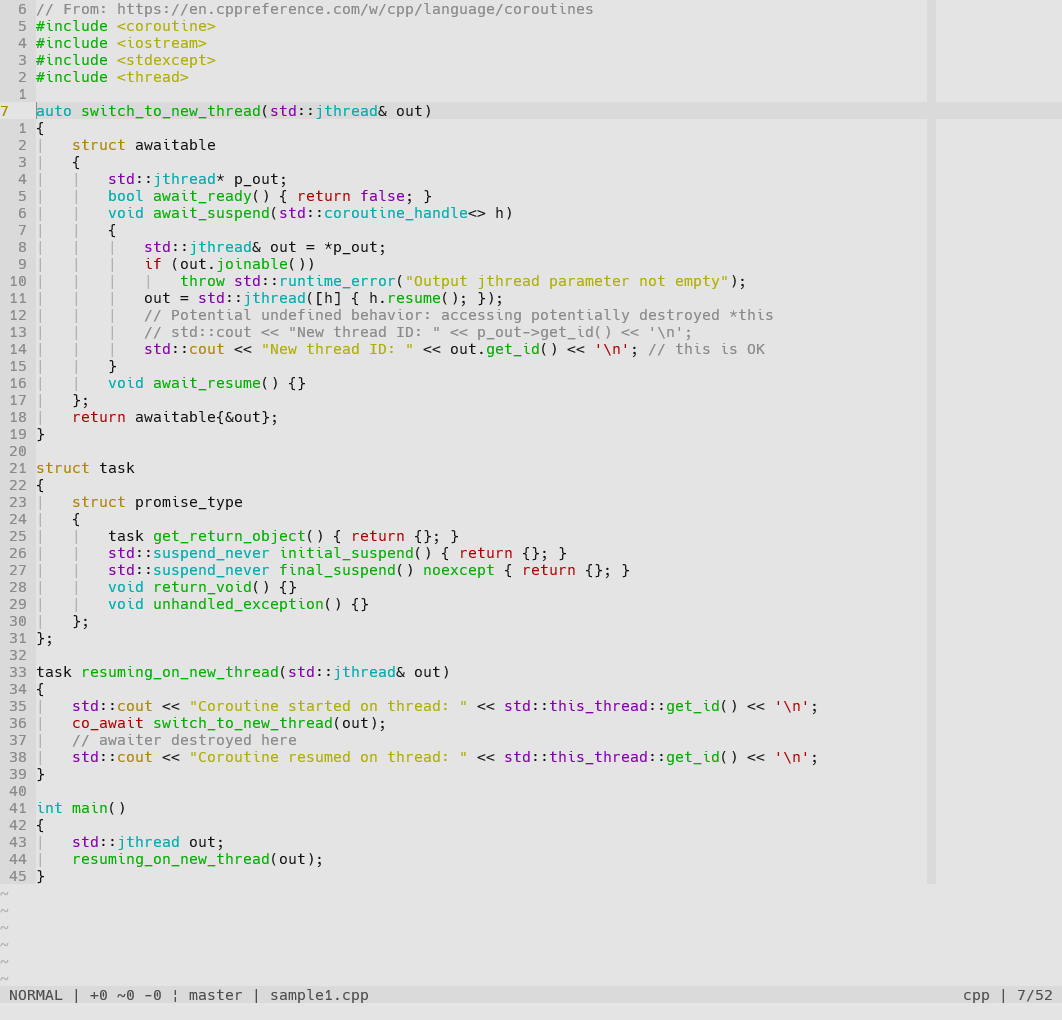 6 // From: https://en.cppreference.com/w/cpp/language/coroutines
5 #include <coroutine>
4 #include <iostream>
3 #include <stdexcept>
2 #include <thread>
1
7 auto switch_to_new_thread(std::jthread& out)
1 {
2 |   struct awaitable
3 |   {
4 |   |   std::jthread* p_out;
5 |   |   bool await_ready() { return false; }
6 |   |   void await_suspend(std::coroutine_handle<> h)
7 |   |   {
8 |   |   |   std::jthread& out = *p_out;
9 |   |   |   if (out.joinable())
10 |   |   |   |   throw std::runtime_error("Output jthread parameter not empty");
11 |   |   |   out = std::jthread([h] { h.resume(); });
12 |   |   |   // Potential undefined behavior: accessing potentially destroyed *this
13 |   |   |   // std::cout << "New thread ID: " << p_out->get_id() << '\n';
14 |   |   |   std::cout << "New thread ID: " << out.get_id() << '\n'; // this is OK
15 |   |   }
16 |   |   void await_resume() {}
17 |   };
18 |   return awaitable{&out};
19 }
20
21 struct task
22 {
23 |   struct promise_type
24 |   {
25 |   |   task get_return_object() { return {}; }
26 |   |   std::suspend_never initial_suspend() { return {}; }
27 |   |   std::suspend_never final_suspend() noexcept { return {}; }
28 |   |   void return_void() {}
29 |   |   void unhandled_exception() {}
30 |   };
31 };
32
33 task resuming_on_new_thread(std::jthread& out)
34 {
35 |   std::cout << "Coroutine started on thread: " << std::this_thread::get_id() << '\n';
36 |   co_await switch_to_new_thread(out);
37 |   // awaiter destroyed here
38 |   std::cout << "Coroutine resumed on thread: " << std::this_thread::get_id() << '\n';
39 }
40
41 int main()
42 {
43 |   std::jthread out;
44 |   resuming_on_new_thread(out);
45 }
~
~
~
~
~
~
NORMAL | +0 ~0 -0 ¦ master | sample1.cpp cpp | 7/52